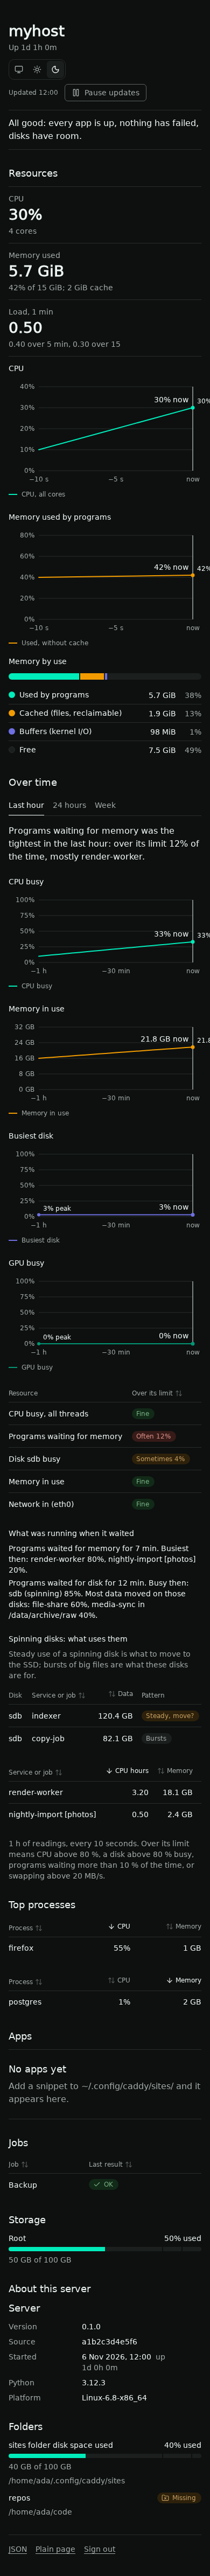 myhost
Up 1d 1h 0m
Updated 12:00
Pause updates
All good: every app is up, nothing has failed,
disks have room.
Resources
CPU
30%
4 cores
Memory used
5.7 GiB
42% of 15 GiB; 2 GiB cache
Load, 1 min
0.50
0.40 over 5 min, 0.30 over 15
CPU
40%
30% now
30%
30%
20%
10%
0%
−10 s
−5 s
now
CPU, all cores
Memory used by programs
80%
60%
42% now
42%
40%
20%
0%
−10 s
−5 s
now
Used, without cache
Memory by use
Used by programs 5.7 GiB 38%
Cached (files, reclaimable) 1.9 GiB 13%
Buffers (kernel I/O) 98 MiB 1%
Free 7.5 GiB 49%
Over time
Last hour 24 hours Week
Programs waiting for memory was the
tightest in the last hour: over its limit 12% of
the time, mostly render-worker.
CPU busy
100%
75%
50%
33% now
33%
25%
0%
−1 h
−30 min
now
CPU busy
Memory in use
32 GB
24 GB
21.8 GB now
21.8
16 GB
8 GB
0 GB
−1 h
−30 min
now
Memory in use
Busiest disk
100%
75%
50%
25%
3% peak
3% now
0%
−1 h
−30 min
now
Busiest disk
GPU busy
100%
75%
50%
25%
0% peak
0% now
0%
−1 h
−30 min
now
GPU busy
Resource Over its limit
CPU busy, all threads Fine
Programs waiting for memory Often 12%
Disk sdb busy Sometimes 4%
Memory in use Fine
Network in (eth0) Fine
What was running when it waited
Programs waited for memory for 7 min. Busiest
then: render-worker 80%, nightly-import [photos]
20%.
Programs waited for disk for 12 min. Busy then:
sdb (spinning) 85%. Most data moved on those
disks: file-share 60%, media-sync in
/data/archive/raw 40%.
Spinning disks: what uses them
Steady use of a spinning disk is what to move to
the SSD; bursts of big files are what these disks
are for.
Disk Service or job Data Pattern
sdb indexer 120.4 GB Steady, move?
sdb copy-job 82.1 GB Bursts
Service or job CPU hours Memory
render-worker 3.20 18.1 GB
nightly-import [photos] 0.50 2.4 GB
1 h of readings, every 10 seconds. Over its limit
means CPU above 80 %, a disk above 80 % busy,
programs waiting more than 10 % of the time, or
swapping above 20 MB/s.
Top processes
Process CPU Memory
firefox 55% 1 GB
Process CPU Memory
postgres 1% 2 GB
Apps
No apps yet
Add a snippet to ~/.config/caddy/sites/ and it
appears here.
Jobs
Job Last result
Backup OK
Storage
Root 50% used
50 GB of 100 GB
About this server
Server
Version 0.1.0
Source a1b2c3d4e5f6
Started 6 Nov 2026, 12:00 up
1d 0h 0m
Python 3.12.3
Platform Linux-6.8-x86_64
Folders
sites folder disk space used 40% used
40 GB of 100 GB
/home/ada/.config/caddy/sites
repos Missing
/home/ada/code
JSON Plain page Sign out